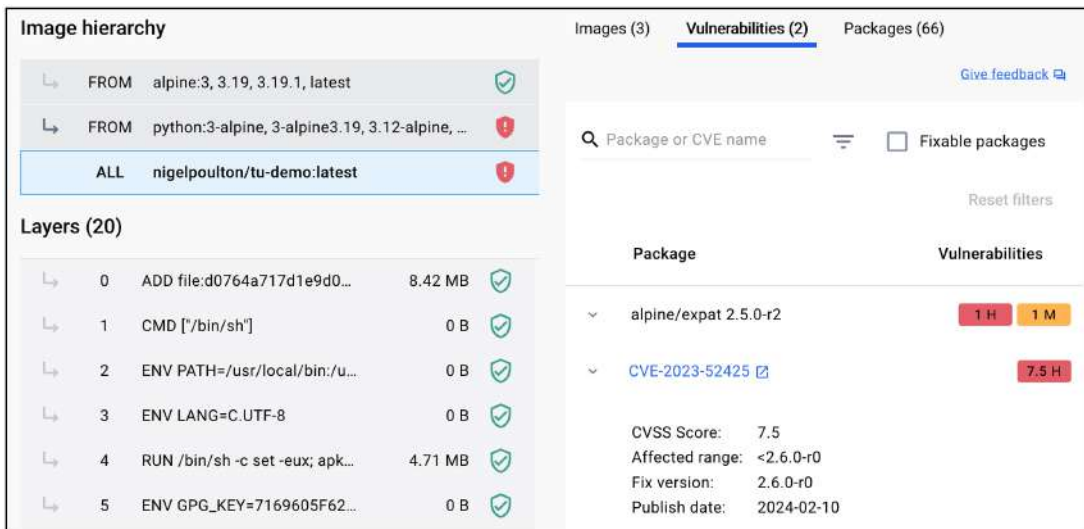 Image hierarchy
FROM alpine:3, 3.19, 3.19.1, latest
FROM python:3-alpine, 3-alpine3.19, 3.12-alpine, ...
ALL nigelpoulton/tu-demo:latest
Layers (20)
0 ADD file:d0764a717d1e9d0... 8.42 MB
1 CMD ["/bin/sh"] 0 B
2 ENV PATH=/usr/local/bin:/u... 0 B
3 ENV LANG=C.UTF-8 0 B
4 RUN /bin/sh -c set -eux; apk... 4.71 MB
5 ENV GPG_KEY=7169605F62... 0 B
Images (3) Vulnerabilities (2) Packages (66)
Give feedback
Package or CVE name Fixable packages
Reset filters
Package Vulnerabilities
alpine/expat 2.5.0-r2 1 H 1 M
CVE-2023-52425 7.5 H
CVSS Score: 7.5
Affected range: <2.6.0-r0
Fix version: 2.6.0-r0
Publish date: 2024-02-10